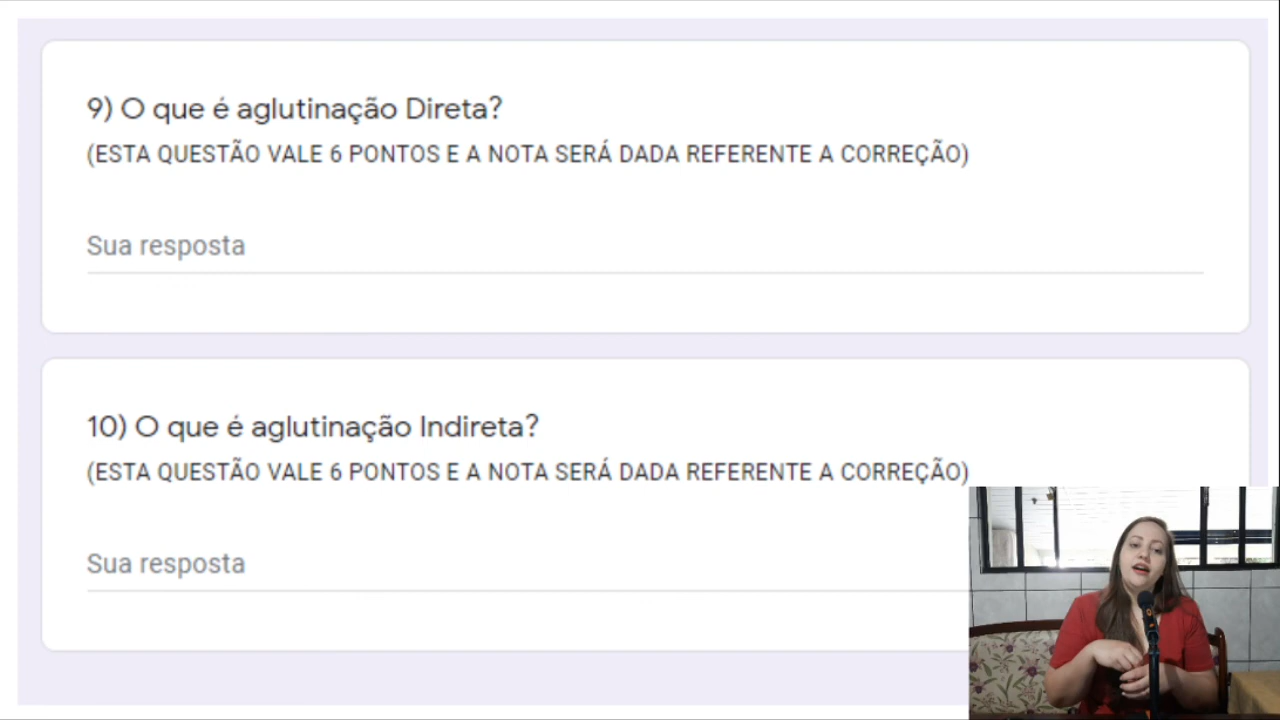 9) O que é aglutinação Direta?
(ESTA QUESTÃO VALE 6 PONTOS E A NOTA SERÁ DADA REFERENTE A CORREÇÃO)
Sua resposta
10) O que é aglutinação Indireta?
(ESTA QUESTÃO VALE 6 PONTOS E A NOTA SERÁ DADA REFERENTE A CORREÇÃO)
Sua resposta